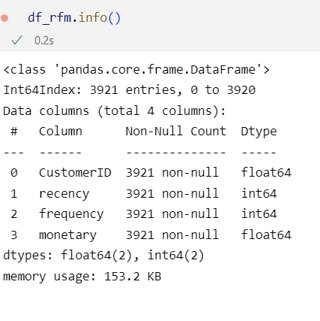 df_rfm.info()
0.2s
<class 'pandas.core.frame.DataFrame'>
Int64Index: 3921 entries, 0 to 3920
Data columns (total 4 columns):
 #   Column      Non-Null Count  Dtype
---  ------      --------------  -----
 0   CustomerID  3921 non-null   float64
 1   recency     3921 non-null   int64
 2   frequency   3921 non-null   int64
 3   monetary    3921 non-null   float64
dtypes: float64(2), int64(2)
memory usage: 153.2 KB